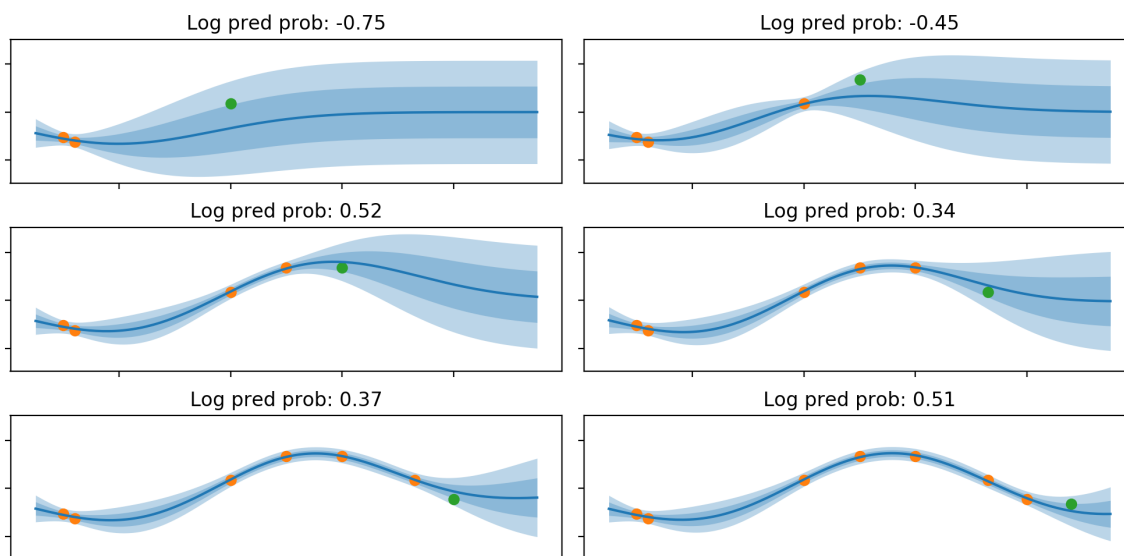 Log pred prob: -0.75
Log pred prob: -0.45
Log pred prob: 0.52
Log pred prob: 0.34
Log pred prob: 0.37
Log pred prob: 0.51